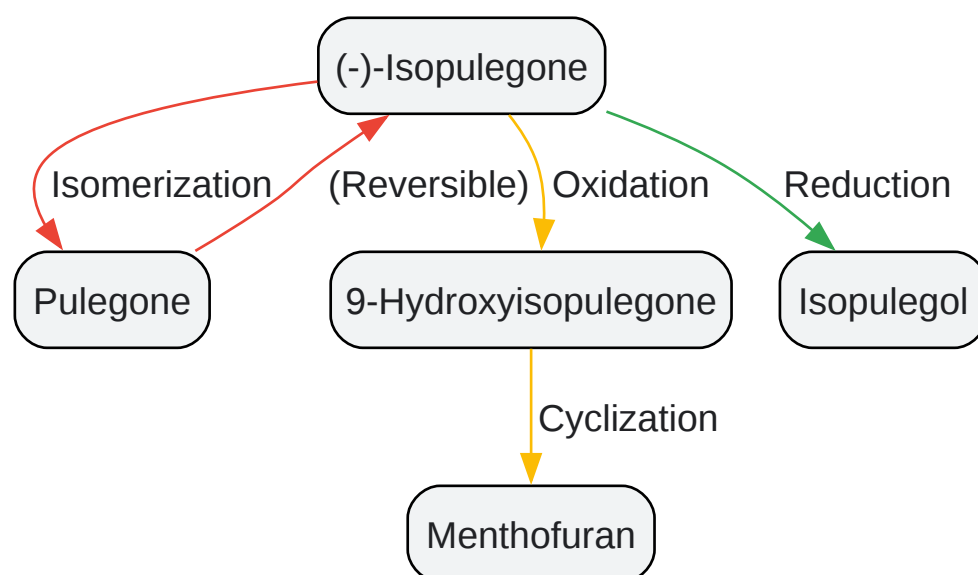 (-)-Isopulegone
Isomerization
(Reversible)
Oxidation
Reduction
Pulegone
9-Hydroxyisopulegone
Isopulegol
Cyclization
Menthofuran